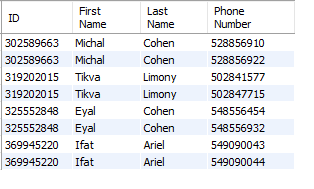 ID First Name Last Name Phone Number
302589663 Michal Cohen 528856910
302589663 Michal Cohen 528856922
319202015 Tikva Limony 502841577
319202015 Tikva Limony 502847715
325552848 Eyal Cohen 548556454
325552848 Eyal Cohen 548556932
369945220 Ifat Ariel 549090043
369945220 Ifat Ariel 549090044